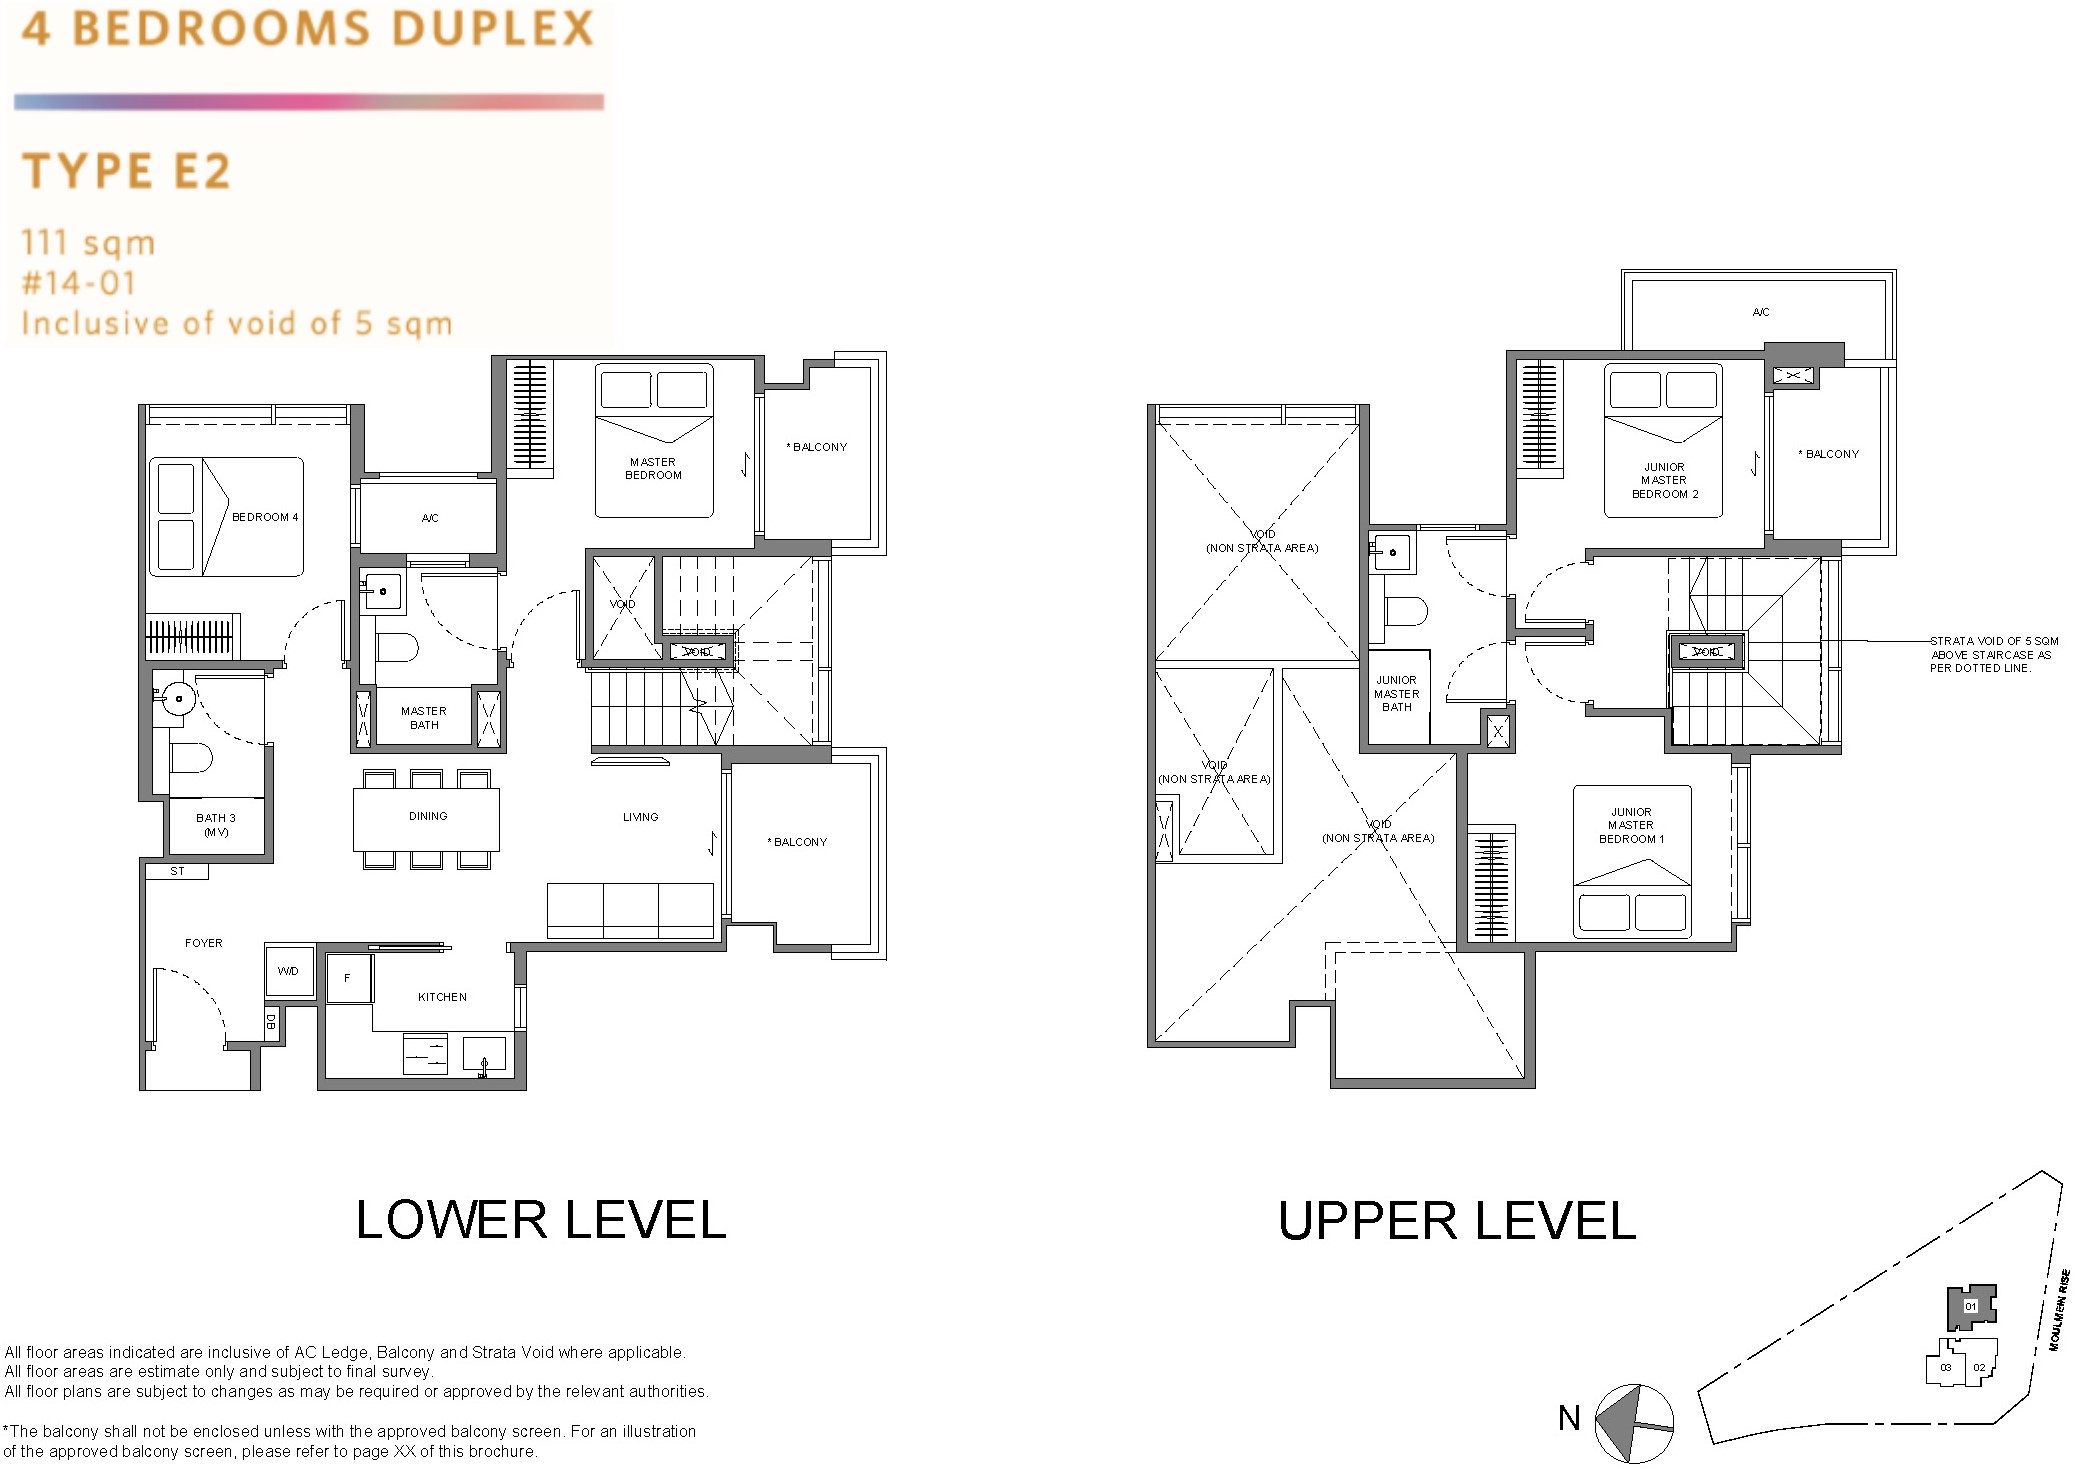 4 BEDROOMS DUPLEX
TYPE E2
111 sqm
#14-01
Inclusive of void of 5 sqm
MASTER
BEDROOM
* BALCONY
BEDROOM 4
A/C
VOID
VOID
MASTER
BATH
BATH 3
(MV)
DINING
LIVING
* BALCONY
ST
FOYER
W/D
F
KITCHEN
DB
LOWER LEVEL
A/C
JUNIOR
MASTER
BEDROOM 2
* BALCONY
VOID
(NON STRATA AREA)
STRATA VOID OF 5 SQM
ABOVE STAIRCASE AS
PER DOTTED LINE.
VOID
JUNIOR
MASTER
BATH
VOID
(NON STRATA AREA)
VOID
(NON STRATA AREA)
JUNIOR
MASTER
BEDROOM 1
UPPER LEVEL
01
03
02
MOULMEIN RISE
N
All floor areas indicated are inclusive of AC Ledge, Balcony and Strata Void where applicable.
All floor areas are estimate only and subject to final survey.
All floor plans are subject to changes as may be required or approved by the relevant authorities.
*The balcony shall not be enclosed unless with the approved balcony screen. For an illustration
of the approved balcony screen, please refer to page XX of this brochure.